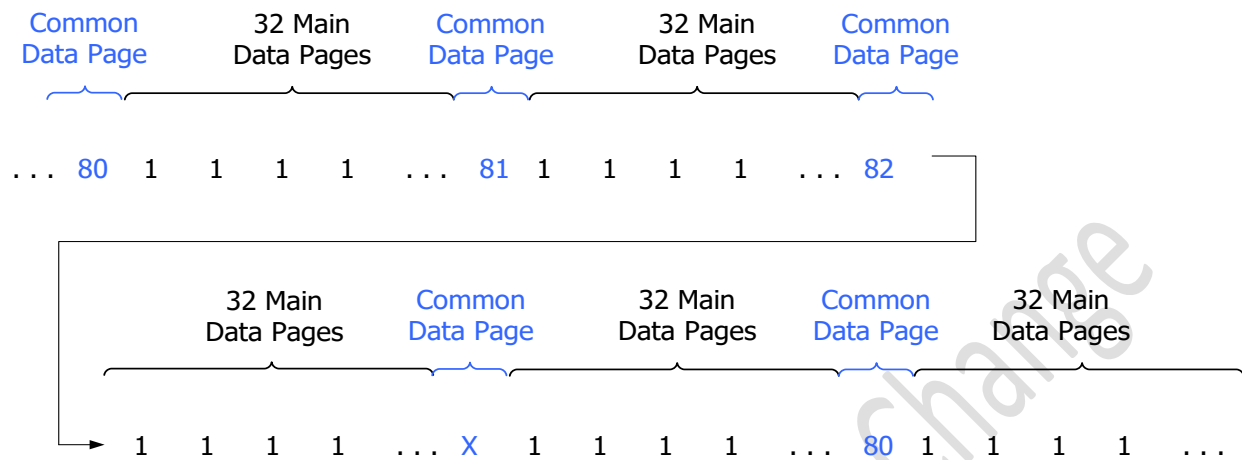 Common 32 Main Common 32 Main Common
Data Page Data Pages Data Page Data Pages Data Page
... 80 1 1 1 1 ... 81 1 1 1 1 ... 82
32 Main Common 32 Main Common 32 Main
Data Pages Data Page Data Pages Data Page Data Pages
1 1 1 1 ... X 1 1 1 1 ... 80 1 1 1 1 ...
Change